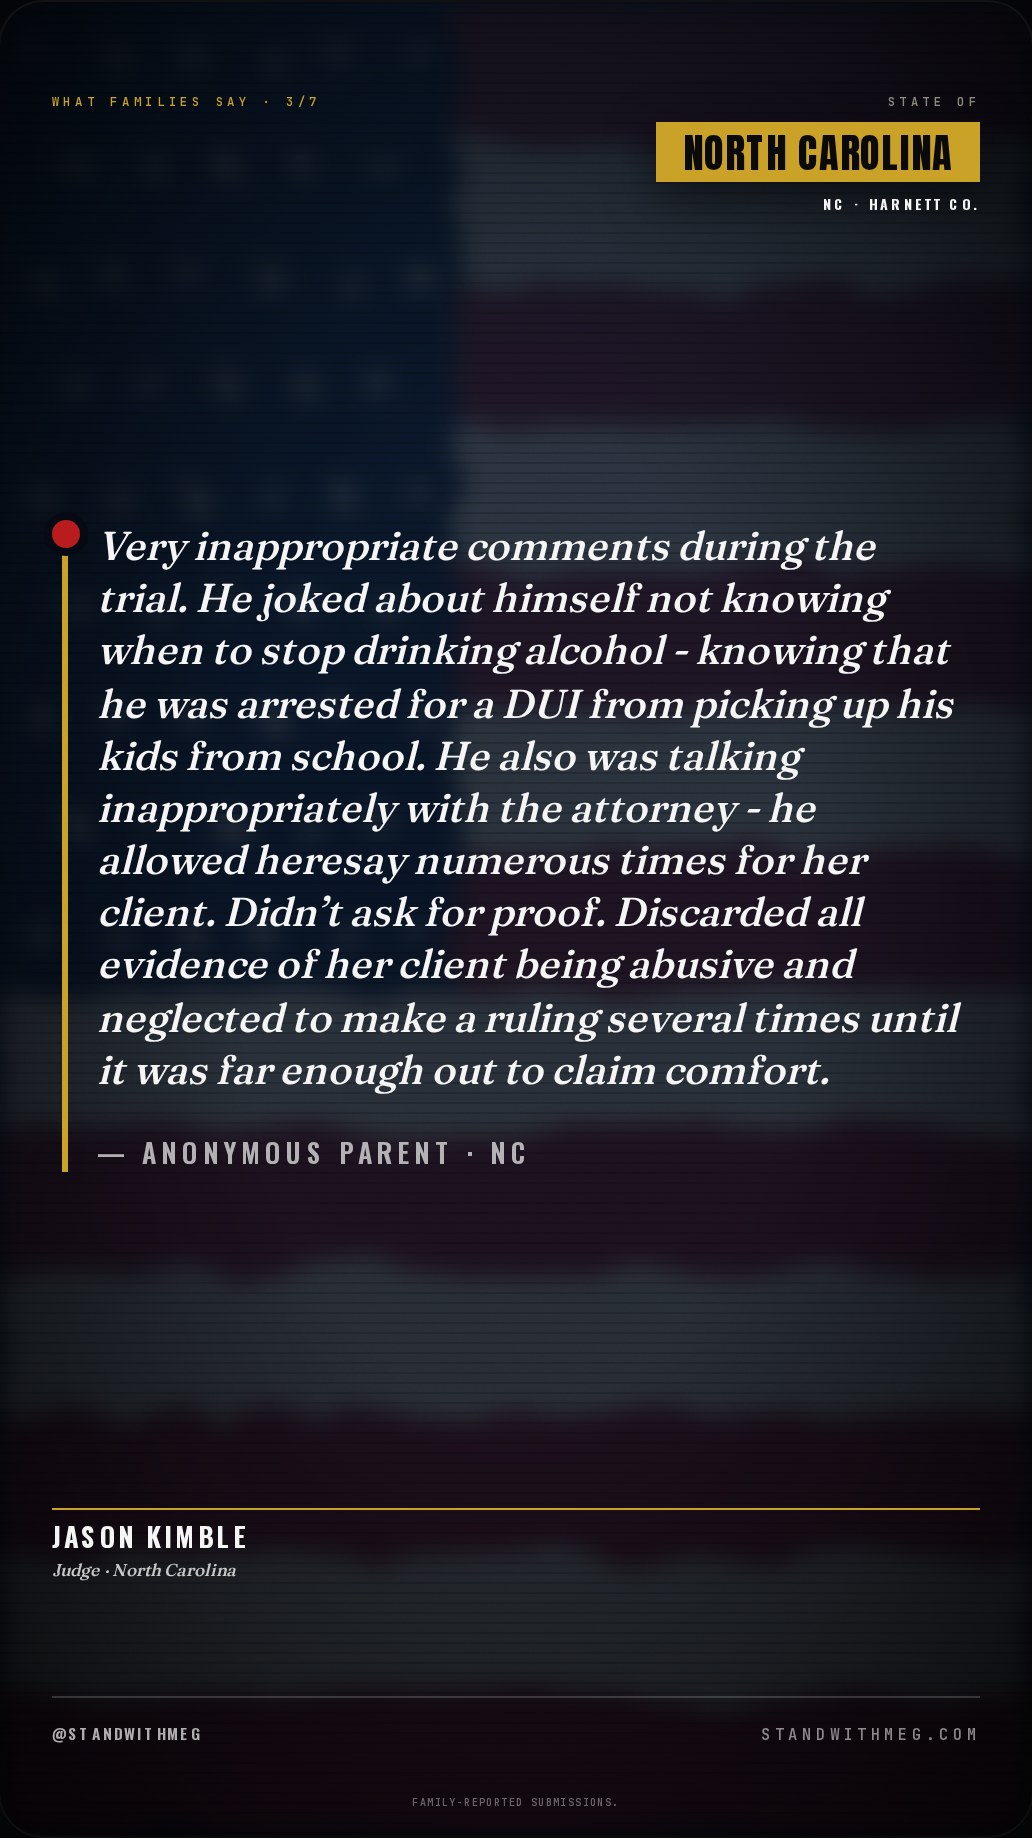 WHAT FAMILIES SAY · 3/7
STATE OF
NORTH CAROLINA
NC · HARNETT CO.
Very inappropriate comments during the
trial. He joked about himself not knowing
when to stop drinking alcohol - knowing that
he was arrested for a DUI from picking up his
kids from school. He also was talking
inappropriately with the attorney - he
allowed heresay numerous times for her
client. Didn’t ask for proof. Discarded all
evidence of her client being abusive and
neglected to make a ruling several times until
it was far enough out to claim comfort.
— ANONYMOUS PARENT · NC
JASON KIMBLE
Judge · North Carolina
@STANDWITHMEG
STANDWITHMEG.COM
FAMILY-REPORTED SUBMISSIONS.